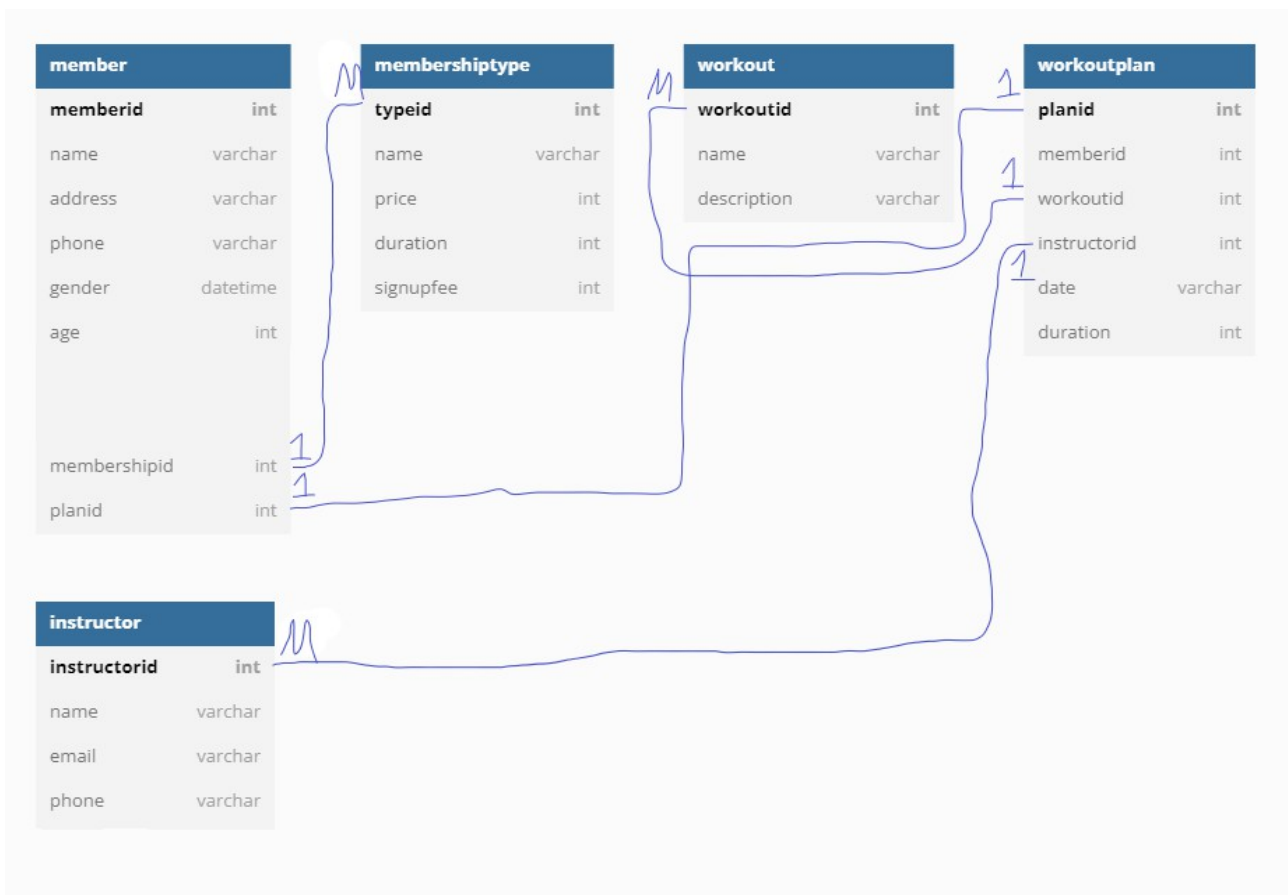 member
memberid int
name varchar
address varchar
phone varchar
gender datetime
age int
membershipid int
planid int
M
membershiptype
typeid int
name varchar
price int
duration int
signupfee int
1
1
M
workout
workoutid int
name varchar
description varchar
1
1
1
workoutplan
planid int
memberid int
workoutid int
instructorid int
date varchar
duration int
instructor
instructorid int
name varchar
email varchar
phone varchar
M